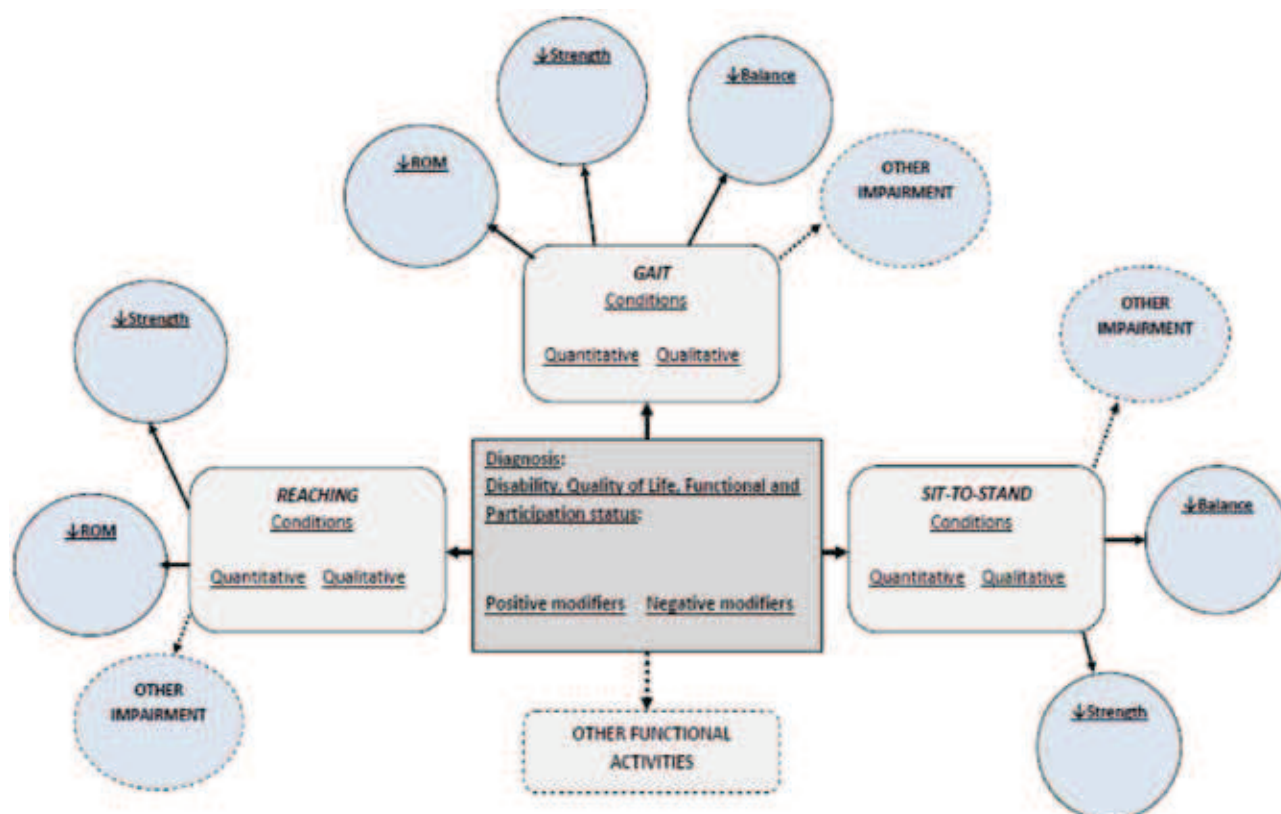 ↓Strength
↓Balance
↓ROM
OTHER
IMPAIRMENT
GAIT
Conditions
Quantitative Qualitative
↓Strength
OTHER
IMPAIRMENT
Diagnosis:
Disability, Quality of Life, Functional and
Participation status:
Positive modifiers Negative modifiers
REACHING
Conditions
Quantitative Qualitative
SIT-TO-STAND
Conditions
Quantitative Qualitative
↓ROM
↓Balance
OTHER
IMPAIRMENT
↓Strength
OTHER FUNCTIONAL
ACTIVITIES